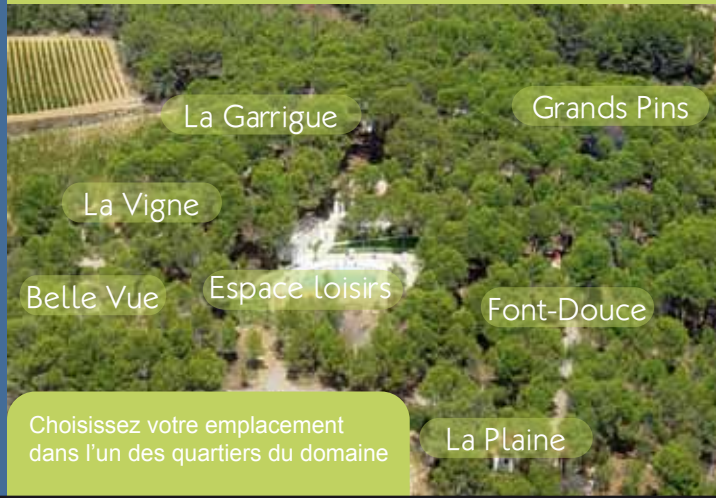 La Garrigue
Grands Pins
La Vigne
Belle Vue
Espace loisirs
Font-Douce
La Plaine
Choisissez votre emplacement
dans l'un des quartiers du domaine